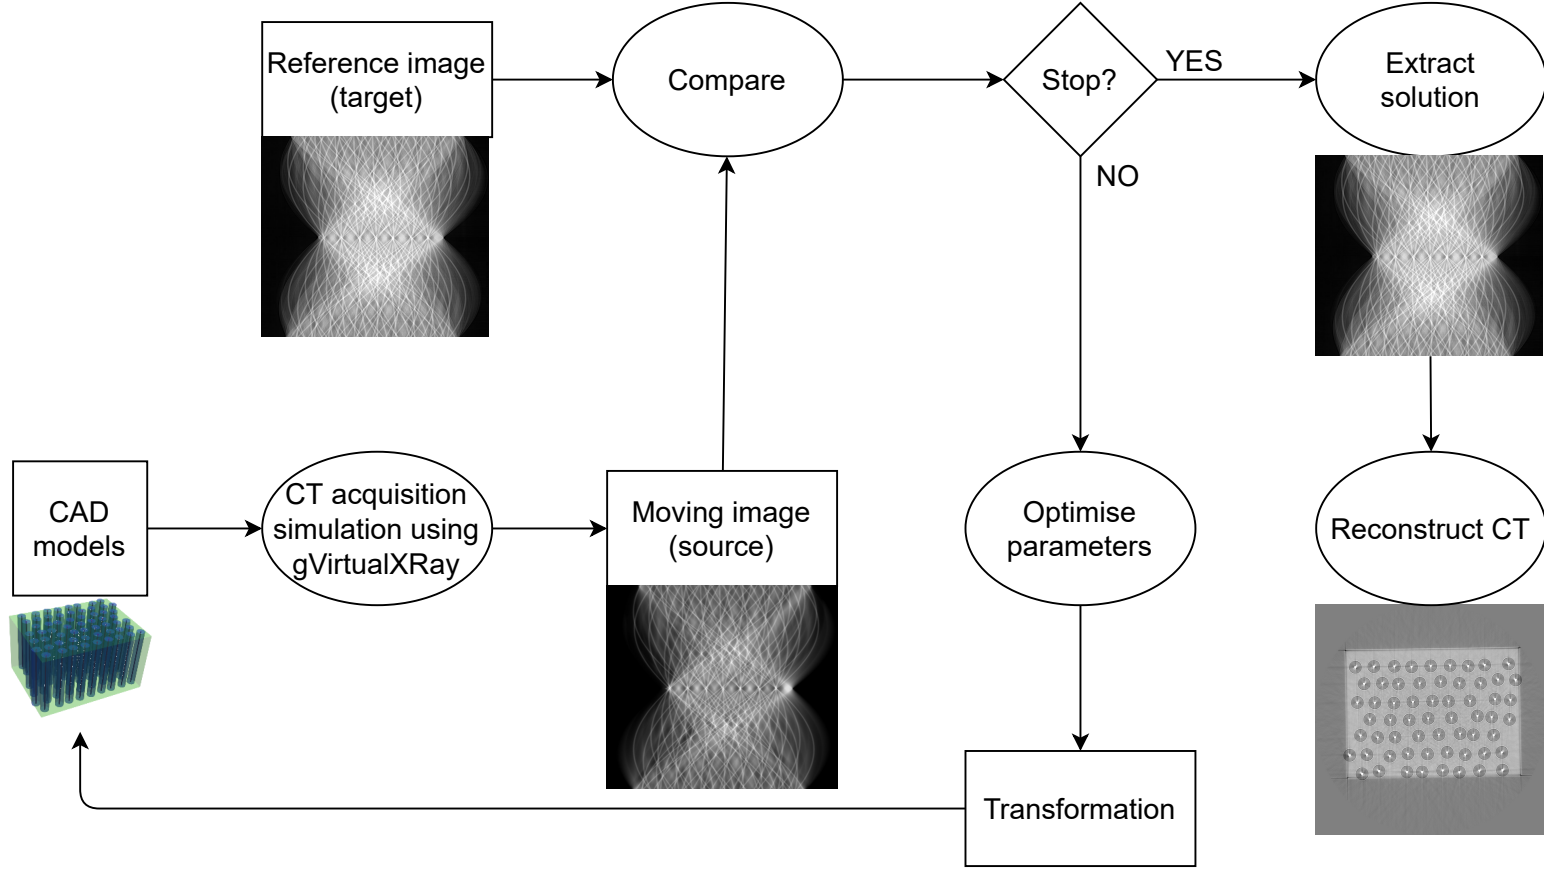 Reference image
(target)
Compare
Stop?
YES
NO
Extract
solution
CAD
models
CT acquisition
simulation using
gVirtualXRay
Moving image
(source)
Optimise
parameters
Reconstruct CT
Transformation